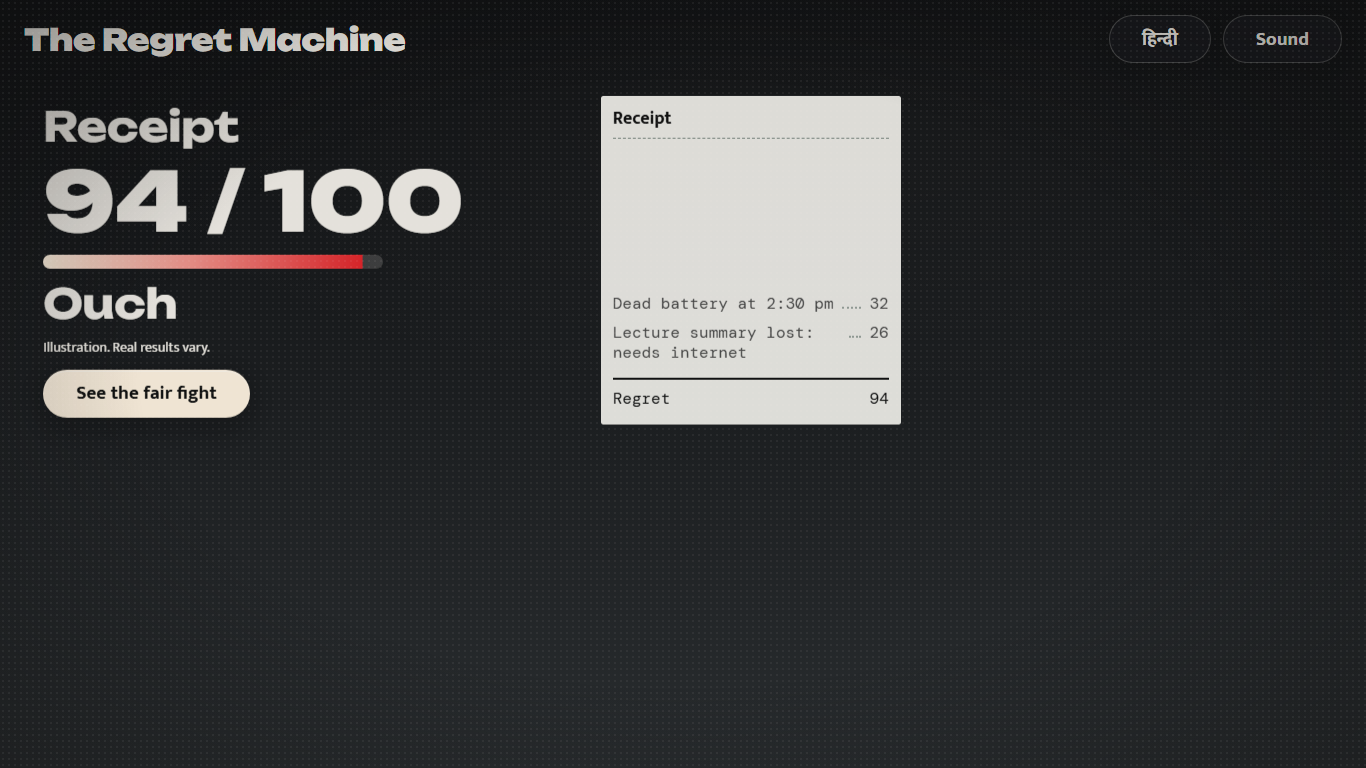 The Regret Machine
हिन्दी
Sound
Receipt
94 / 100
Ouch
Illustration. Real results vary.
See the fair fight
Receipt
Dead battery at 2:30 pm ..... 32
Lecture summary lost: .... 26
needs internet
Regret 94